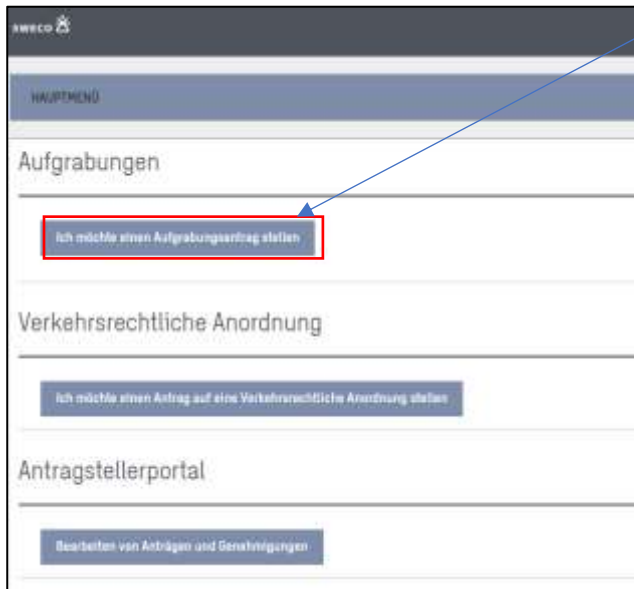 sweco
HAUPTMENÜ
Aufgrabungen
Ich möchte einen Aufgrabungsantrag stellen
Verkehrsrechtliche Anordnung
Ich möchte einen Antrag auf eine Verkehrsrechtliche Anordnung stellen
Antragstellerportal
Bearbeiten von Anträgen und Genehmigungen